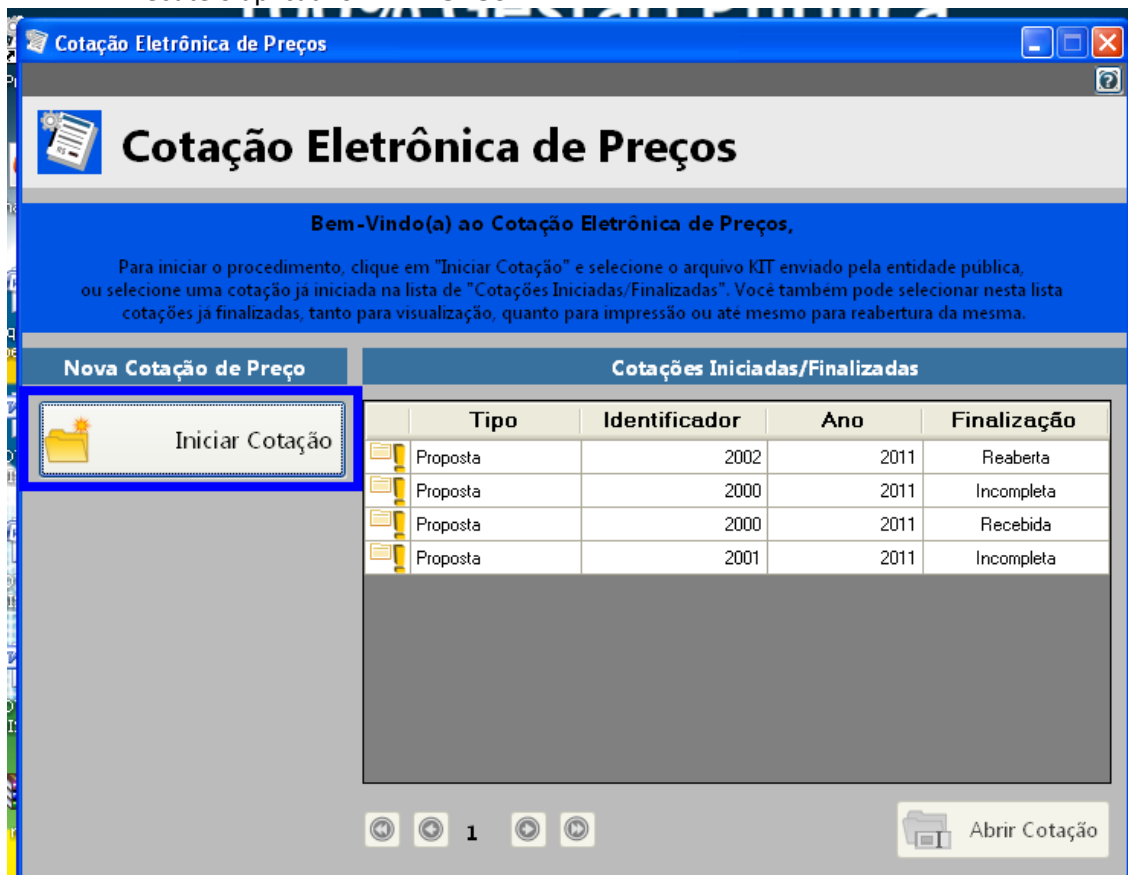 100% Gestão Pública
Cotação Eletrônica de Preços
Cotação Eletrônica de Preços
Bem-Vindo(a) ao Cotação Eletrônica de Preços,
Para iniciar o procedimento, clique em "Iniciar Cotação" e selecione o arquivo KIT enviado pela entidade pública,
ou selecione uma cotação já iniciada na lista de "Cotações Iniciadas/Finalizadas". Você também pode selecionar nesta lista
cotações já finalizadas, tanto para visualização, quanto para impressão ou até mesmo para reabertura da mesma.
Nova Cotação de Preço
Cotações Iniciadas/Finalizadas
Iniciar Cotação
Tipo Identificador Ano Finalização
Proposta 2002 2011 Reaberta
Proposta 2000 2011 Incompleta
Proposta 2000 2011 Recebida
Proposta 2001 2011 Incompleta
1
Abrir Cotação